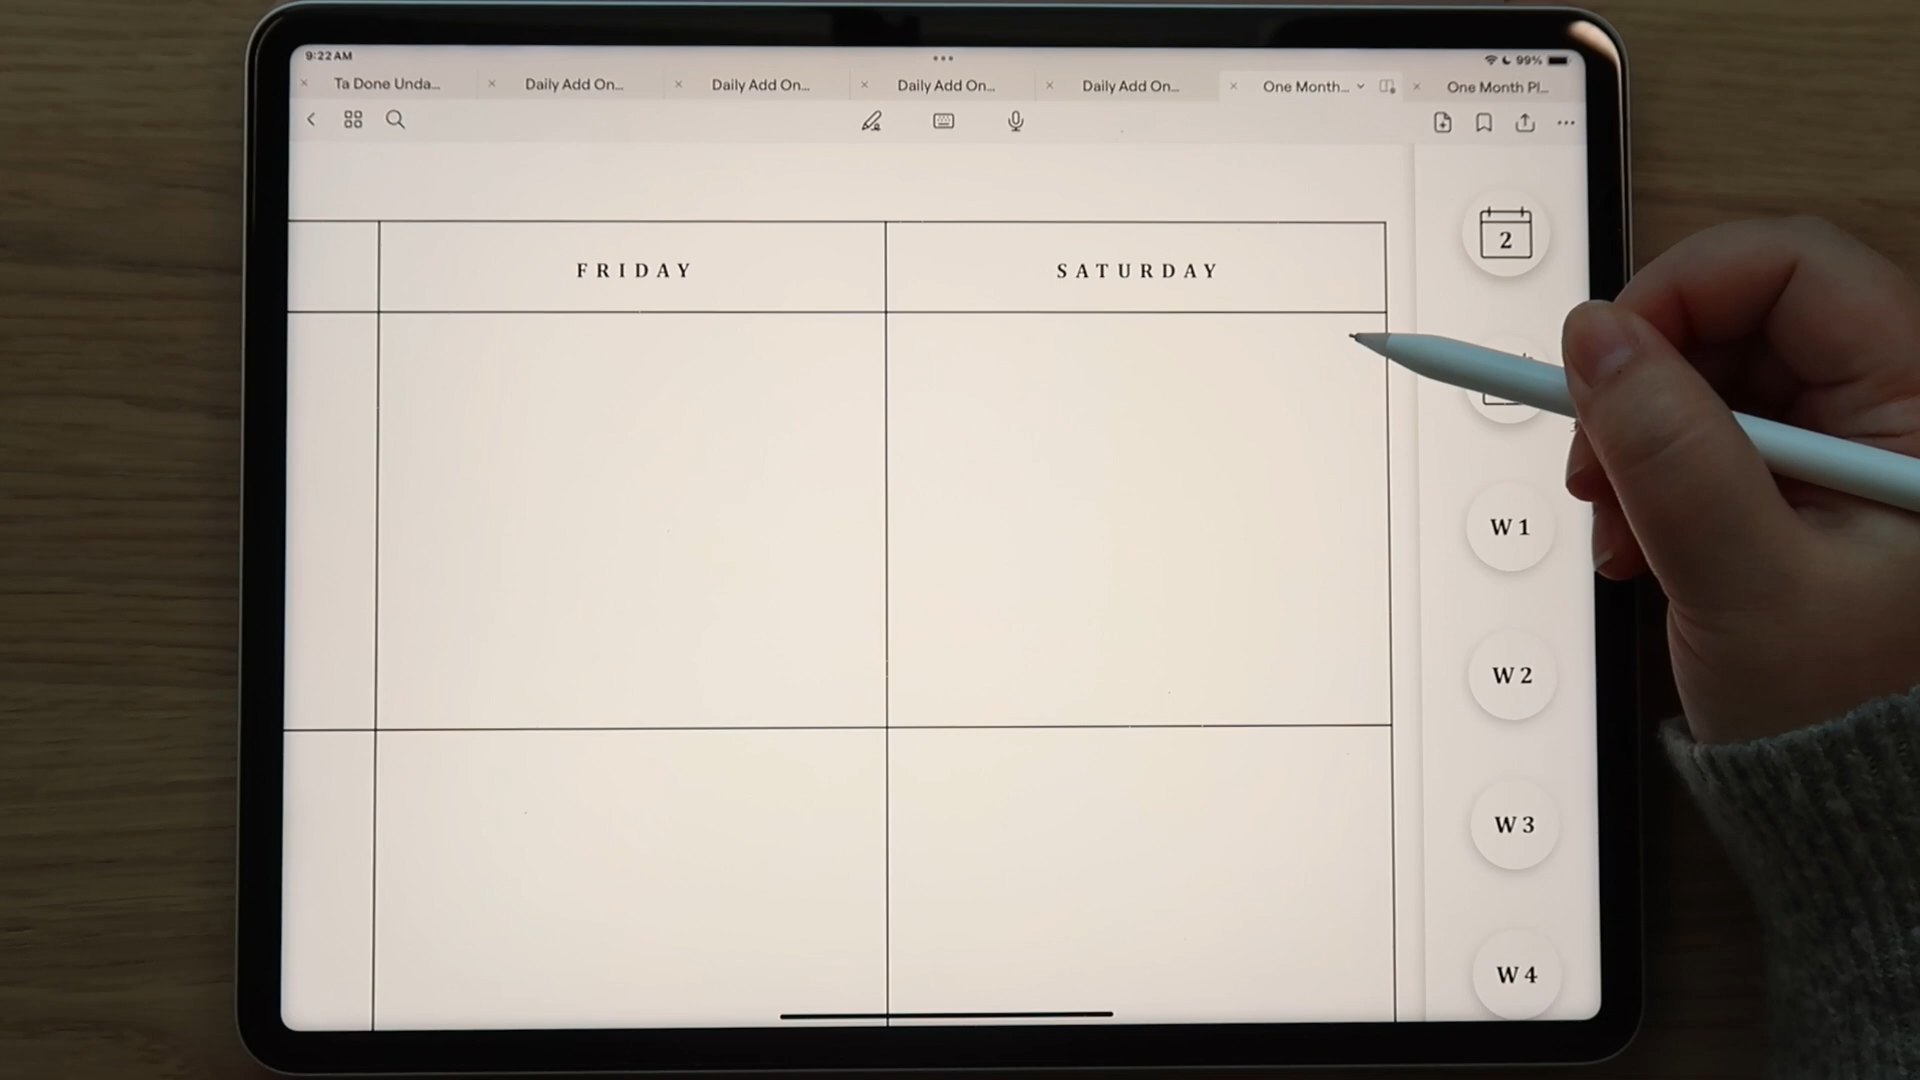 9:22 AM
99%
Ta Done Unda...
Daily Add On...
Daily Add On...
Daily Add On...
Daily Add On...
One Month...
One Month Pl...
FRIDAY
SATURDAY
2
W 1
W 2
W 3
W 4